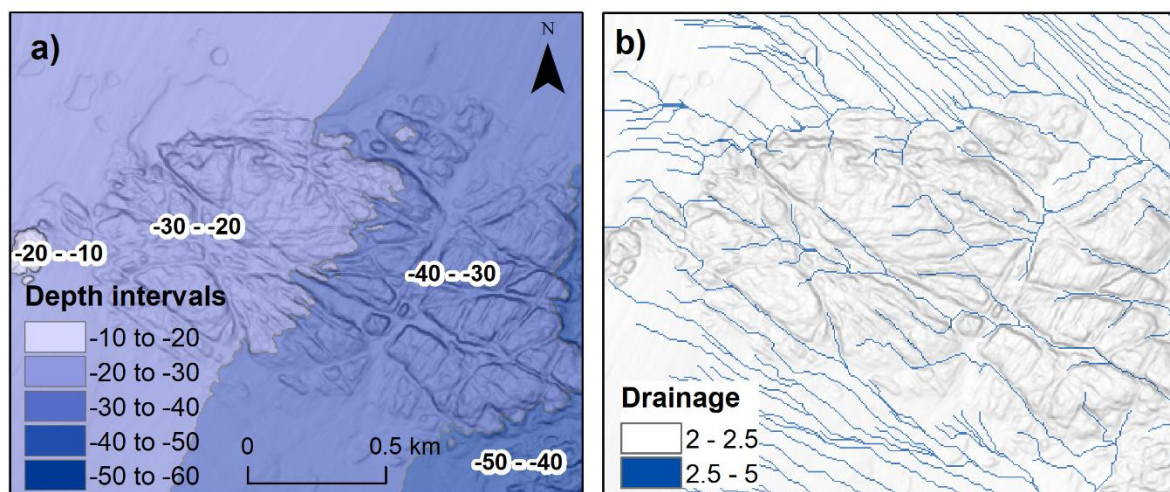 a)
N
-30 - -20
-20 - -10
-40 - -30
Depth intervals
-10 to -20
-20 to -30
-30 to -40
-40 to -50
-50 to -60
0 0.5 km
-50 - -40
b)
Drainage
2 - 2.5
2.5 - 5